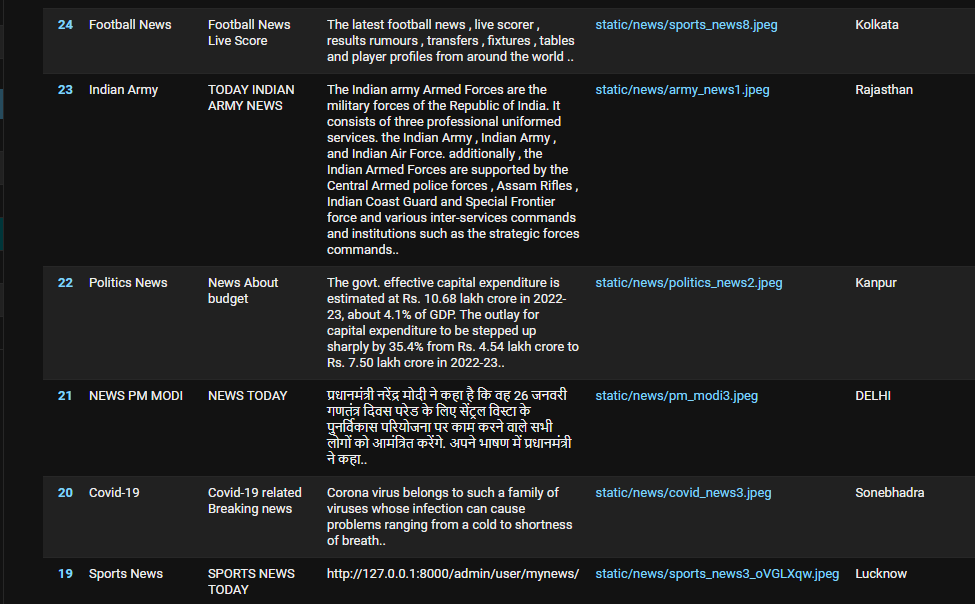 24 Football News Football News The latest football news , live scorer , static/news/sports_news8.jpeg Kolkata
Live Score results rumours , transfers , fixtures , tables
and player profiles from around the world ..
23 Indian Army TODAY INDIAN The Indian army Armed Forces are the static/news/army_news1.jpeg Rajasthan
ARMY NEWS military forces of the Republic of India. It
consists of three professional uniformed
services. the Indian Army , Indian Army ,
and Indian Air Force. additionally , the
Indian Armed Forces are supported by the
Central Armed police forces , Assam Rifles ,
Indian Coast Guard and Special Frontier
force and various inter-services commands
and institutions such as the strategic forces
commands..
22 Politics News News About The govt. effective capital expenditure is static/news/politics_news2.jpeg Kanpur
budget estimated at Rs. 10.68 lakh crore in 2022-
23, about 4.1% of GDP. The outlay for
capital expenditure to be stepped up
sharply by 35.4% from Rs. 4.54 lakh crore to
Rs. 7.50 lakh crore in 2022-23..
21 NEWS PM MODI NEWS TODAY प्रधानमंत्री नरेंद्र मोदी ने कहा है कि वह 26 जनवरी static/news/pm_modi3.jpeg DELHI
गणतंत्र दिवस परेड के लिए सेंट्रल विस्टा के
पुनर्विकास परियोजना पर काम करने वाले सभी
लोगों को आमंत्रित करेंगे. अपने भाषण में प्रधानमंत्री
ने कहा..
20 Covid-19 Covid-19 related Corona virus belongs to such a family of static/news/covid_news3.jpeg Sonebhadra
Breaking news viruses whose infection can cause
problems ranging from a cold to shortness
of breath..
19 Sports News SPORTS NEWS http://127.0.0.1:8000/admin/user/mynews/ static/news/sports_news3_oVGLXqw.jpeg Lucknow
TODAY